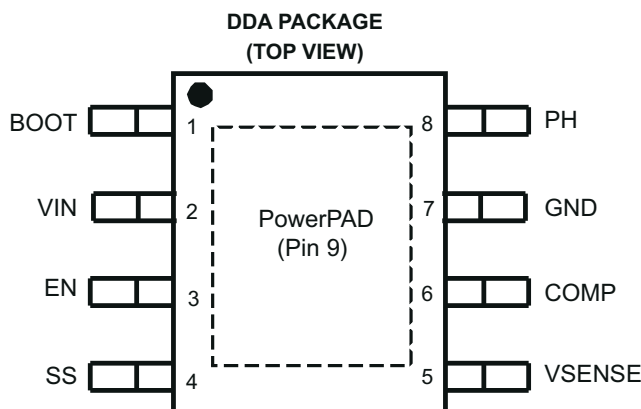 DDA PACKAGE
(TOP VIEW)
BOOT 1 8 PH
VIN 2 7 GND
PowerPAD
(Pin 9)
EN 3 6 COMP
SS 4 5 VSENSE